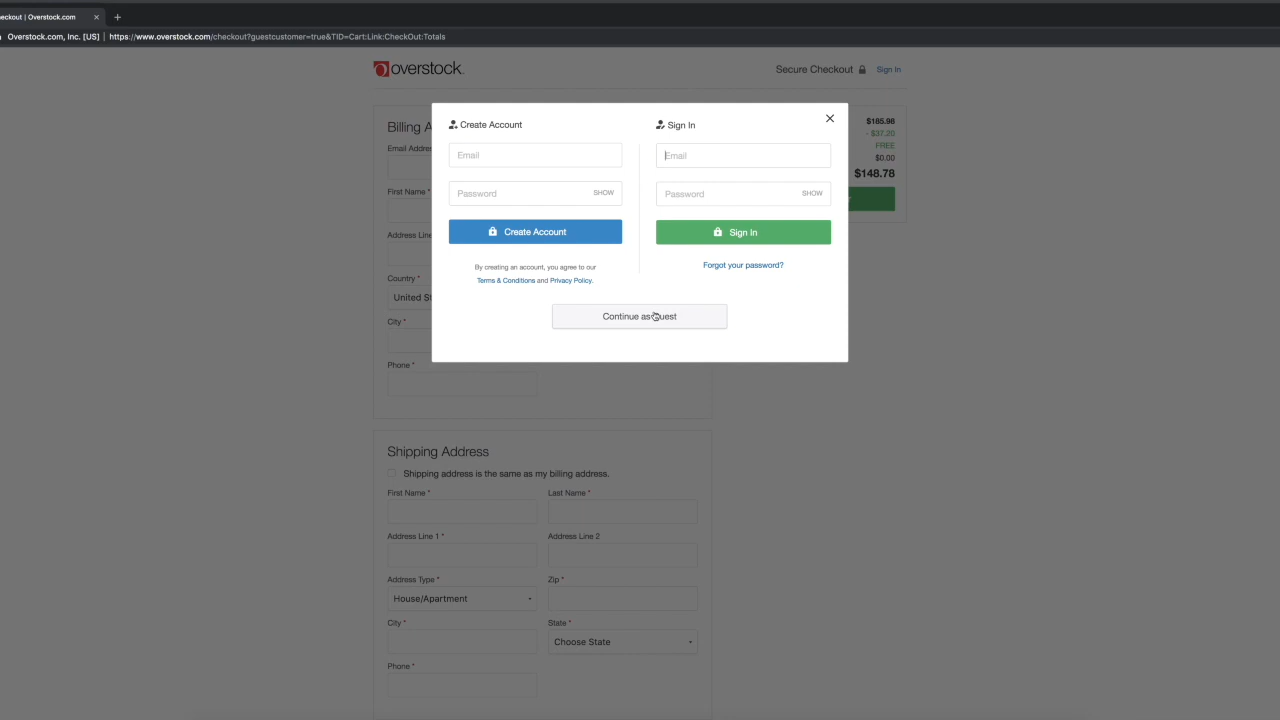 heckout | Overstock.com
Overstock.com, Inc. [US] | https://www.overstock.com/checkout?guestcustomer=true&TID=Cart:Link:CheckOut:Totals
overstock.
Secure Checkout
Sign In
Create Account
Email
Password
SHOW
Create Account
By creating an account, you agree to our
Terms & Conditions and Privacy Policy.
Sign In
Email
Password
SHOW
Sign In
Forgot your password?
Continue as uest
$185.98
- $37.20
FREE
$0.00
$148.78
Billing A
Email Addre
First Name *
Address Lin
Country *
United St
City *
Phone *
Shipping Address
Shipping address is the same as my billing address.
First Name *
Last Name *
Address Line 1 *
Address Line 2
Address Type *
House/Apartment
Zip *
City *
State *
Choose State
Phone *